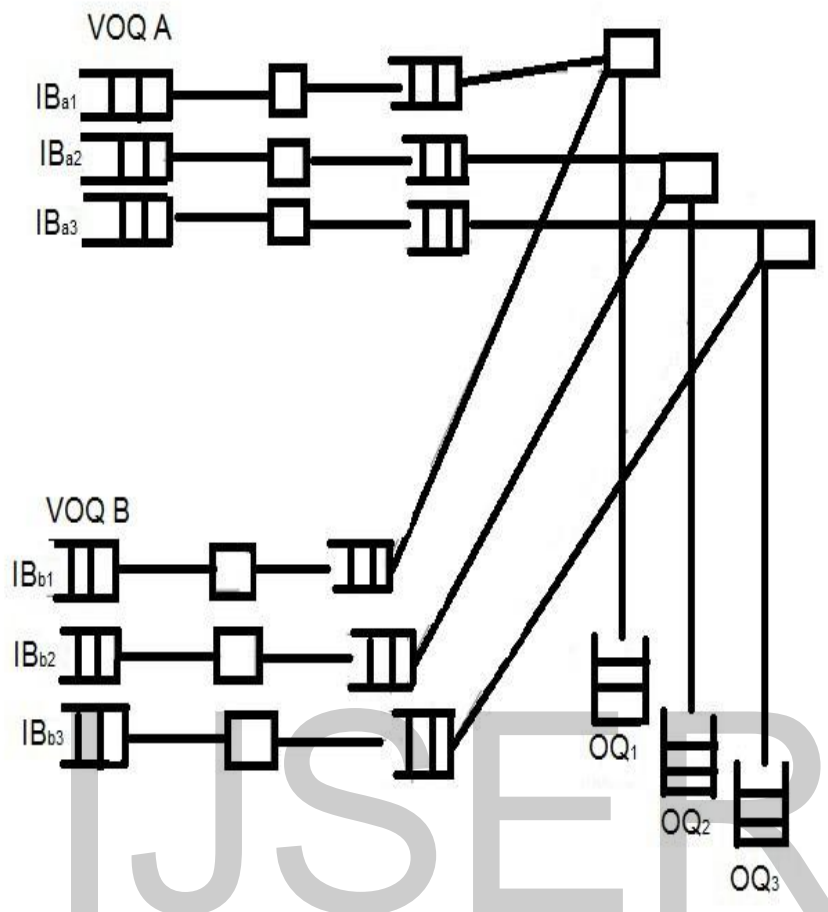 VOQ A
IBa1
IBa2
IBa3
VOQ B
IBb1
IBb2
IBb3
OQ1
OQ2
OQ3
IJSER